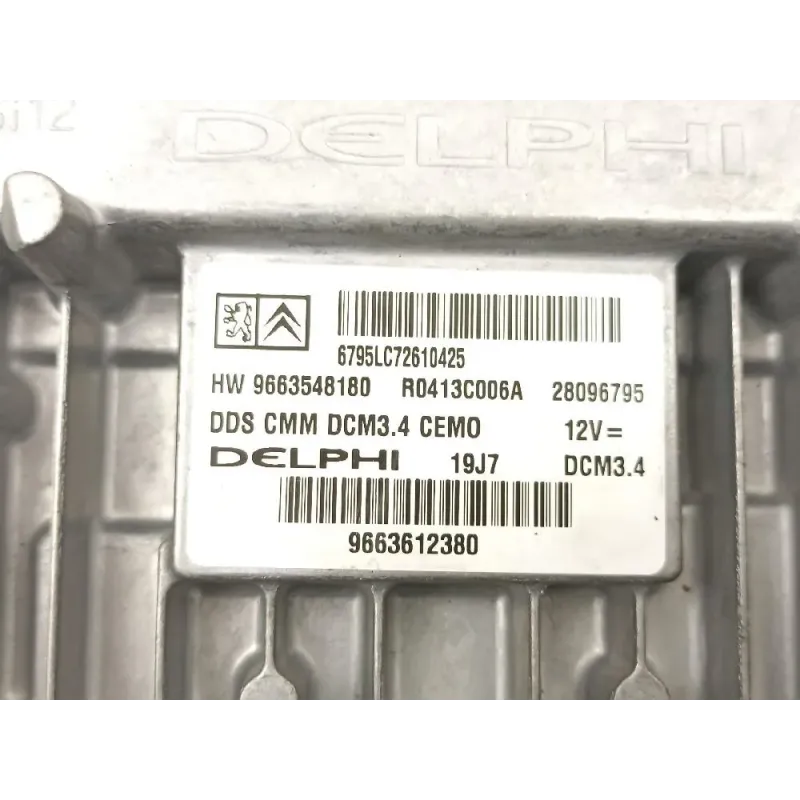 DELPHI
6795LC72610425
HW 9663548180 R0413C006A 28096795
DDS CMM DCM3.4 CEMO 12V=
DELPHI 19J7 DCM3.4
9663612380